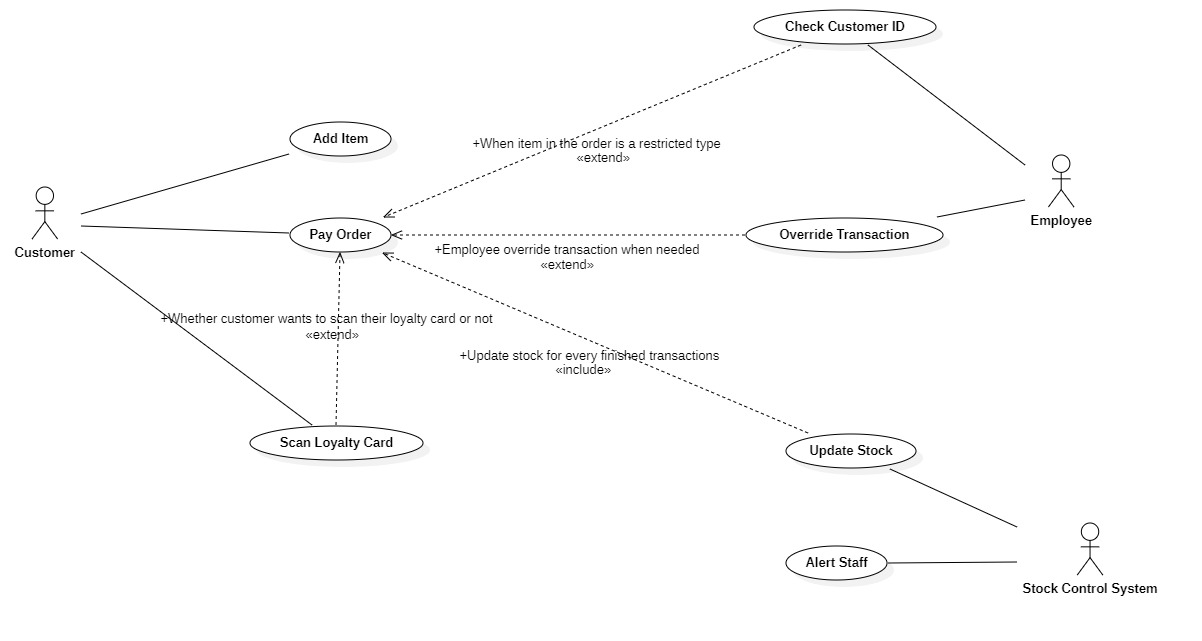 Check Customer ID
Add Item
+When item in the order is a restricted type
«extend»
Customer
Pay Order
Override Transaction
Employee
+Employee override transaction when needed
«extend»
+Whether customer wants to scan their loyalty card or not
«extend»
+Update stock for every finished transactions
«include»
Scan Loyalty Card
Update Stock
Alert Staff
Stock Control System